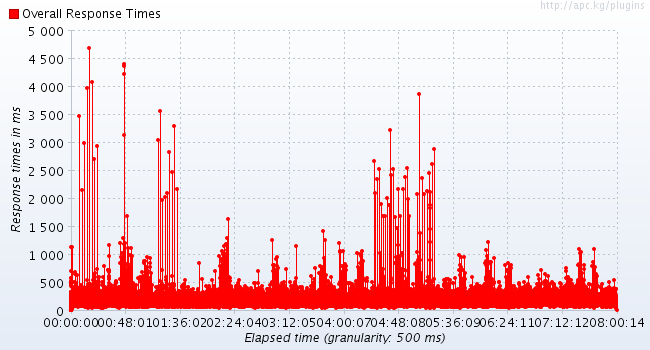 http://apc.kg/plugins
Overall Response Times
5 000
4 500
4 000
3 500
3 000
2 500
2 000
1 500
1 000
500
0
Response times in ms
00:00:00 00:48:01 01:36:02 02:24:04 03:12:05 04:00:07 04:48:08 05:36:09 06:24:11 07:12:12 08:00:14
Elapsed time (granularity: 500 ms)